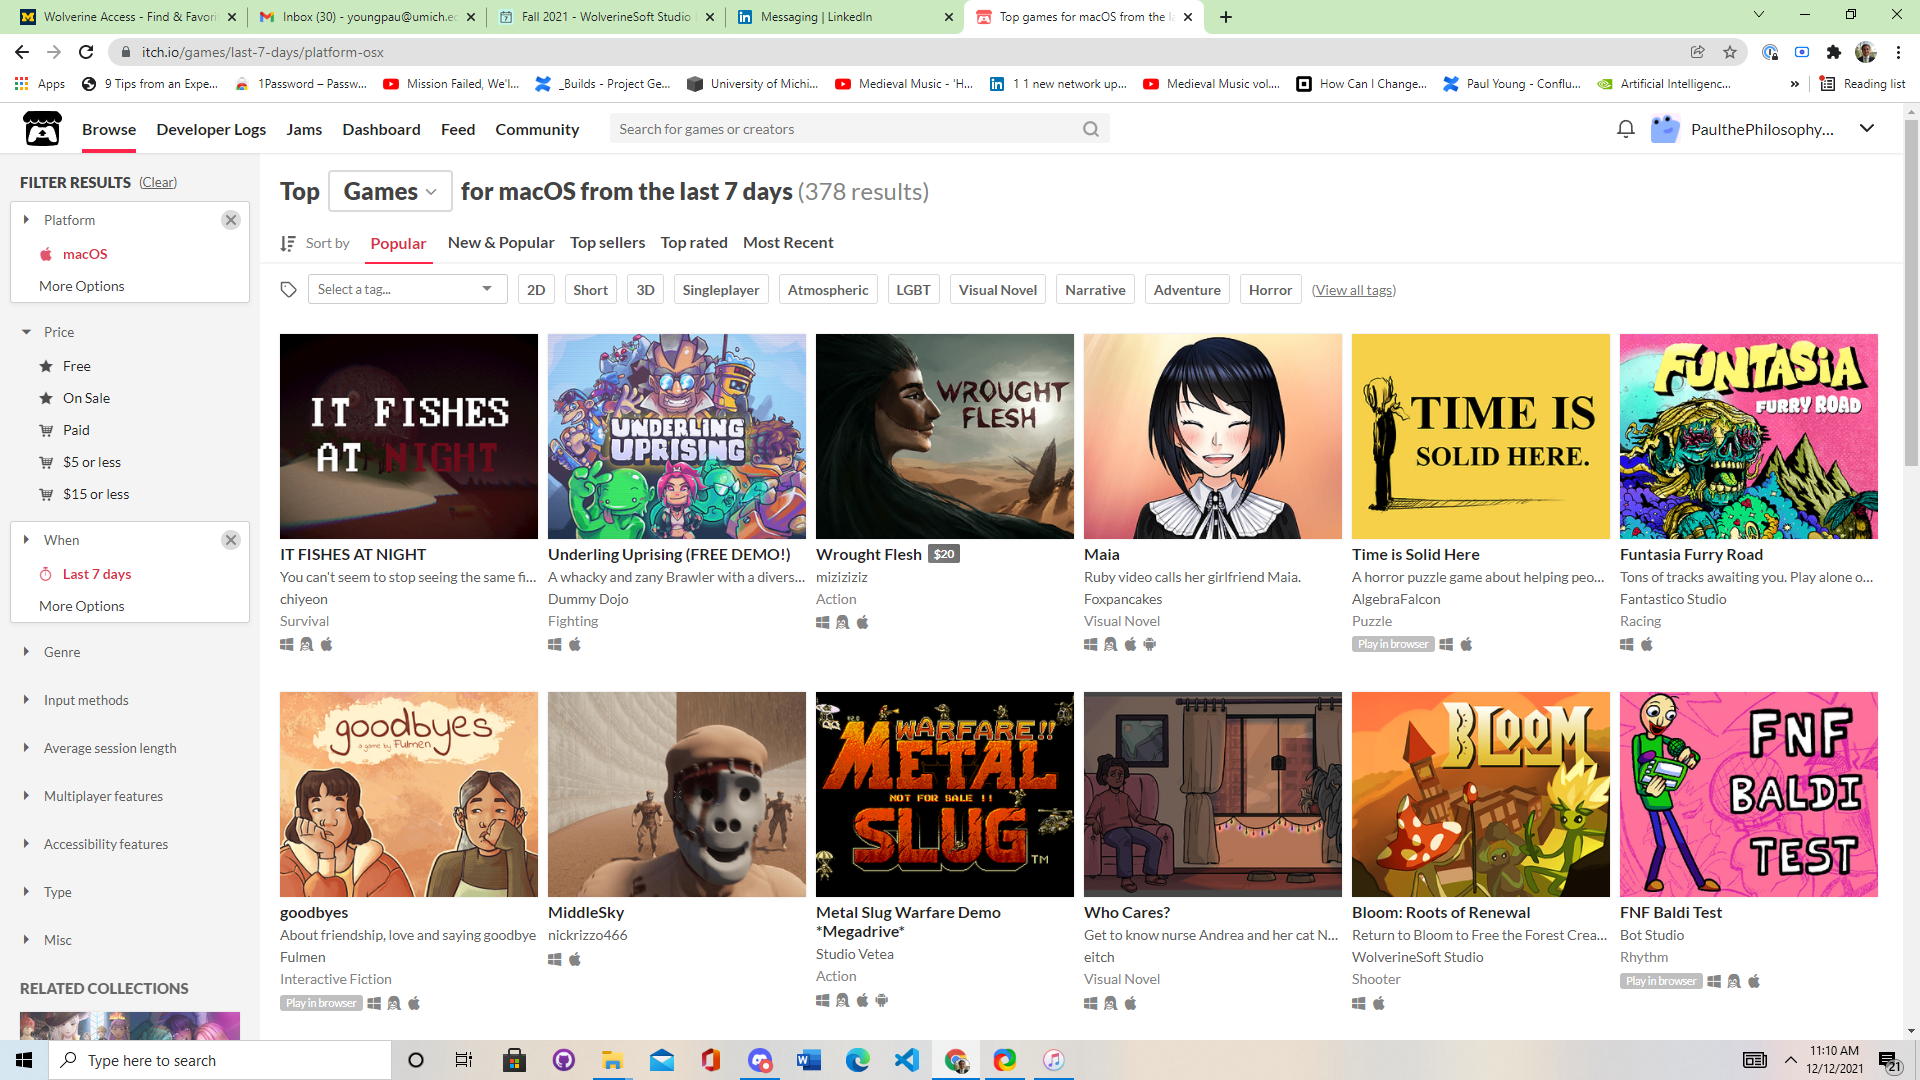 Wolverine Access - Find & Favorit
Inbox (30) - youngpau@umich.ed
Fall 2021 - WolverineSoft Studio
Messaging | LinkedIn
Top games for macOS from the la
itch.io/games/last-7-days/platform-osx
Apps
9 Tips from an Expe...
1Password – Passw...
Mission Failed, We'l...
_Builds - Project Ge...
University of Michi...
Medieval Music - 'H...
1 1 new network up...
Medieval Music vol....
How Can I Change...
Paul Young - Conflu...
Artificial Intelligenc...
»
Reading list
Browse
Developer Logs
Jams
Dashboard
Feed
Community
Search for games or creators
PaulthePhilosophy...
FILTER RESULTS (Clear)
Platform
macOS
More Options
Price
Free
On Sale
Paid
$5 or less
$15 or less
When
Last 7 days
More Options
Genre
Input methods
Average session length
Multiplayer features
Accessibility features
Type
Misc
RELATED COLLECTIONS
Top Games for macOS from the last 7 days (378 results)
Sort by
Popular
New & Popular
Top sellers
Top rated
Most Recent
Select a tag...
2D
Short
3D
Singleplayer
Atmospheric
LGBT
Visual Novel
Narrative
Adventure
Horror
(View all tags)
IT FISHES
AT NIGHT
IT FISHES AT NIGHT
You can't seem to stop seeing the same fi...
chiyeon
Survival
UNDERLING
UPRISING
Underling Uprising (FREE DEMO!)
A whacky and zany Brawler with a divers...
Dummy Dojo
Fighting
WROUGHT
FLESH
Wrought Flesh $20
miziziziz
Action
Maia
Ruby video calls her girlfriend Maia.
Foxpancakes
Visual Novel
TIME IS
SOLID HERE.
Time is Solid Here
A horror puzzle game about helping peo...
AlgebraFalcon
Puzzle
Play in browser
FUNTASIA
FURRY ROAD
Funtasia Furry Road
Tons of tracks awaiting you. Play alone o...
Fantastico Studio
Racing
goodbyes
a game by Fulmen
goodbyes
About friendship, love and saying goodbye
Fulmen
Interactive Fiction
Play in browser
MiddleSky
nickrizzo466
WARFARE!!
METAL
NOT FOR SALE !!
SLUG TM
Metal Slug Warfare Demo
*Megadrive*
Studio Vetea
Action
Who Cares?
Get to know nurse Andrea and her cat N...
eitch
Visual Novel
BLOOM
Bloom: Roots of Renewal
Return to Bloom to Free the Forest Crea...
WolverineSoft Studio
Shooter
FNF
BALDI
TEST
FNF Baldi Test
Bot Studio
Rhythm
Play in browser
Type here to search
11:10 AM
12/12/2021
21